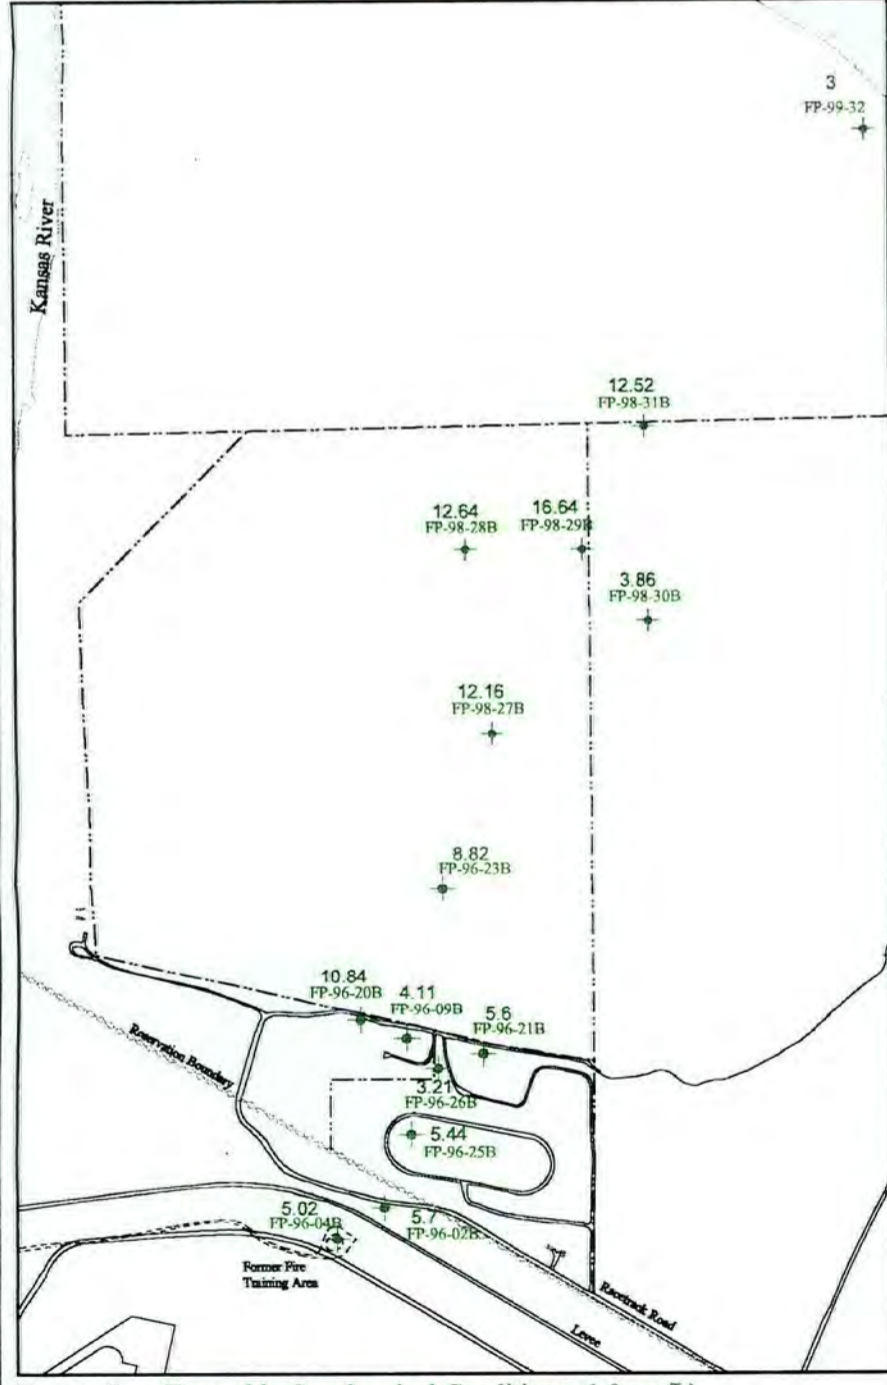 3
FP-99-32
Kansas River
12.52
FP-98-31B
12.64
FP-98-28B
16.64
FP-98-29B
3.86
FP-98-30B
12.16
FP-98-27B
8.82
FP-96-23B
10.84
FP-96-20B
4.11
FP-96-09B
5.6
FP-96-21B
Reservation Boundary
3.21
FP-96-26B
5.44
FP-96-25B
5.02
FP-96-04B
5.7
FP-96-02B
Former Fire
Training Area
Racetrack Road
Levee